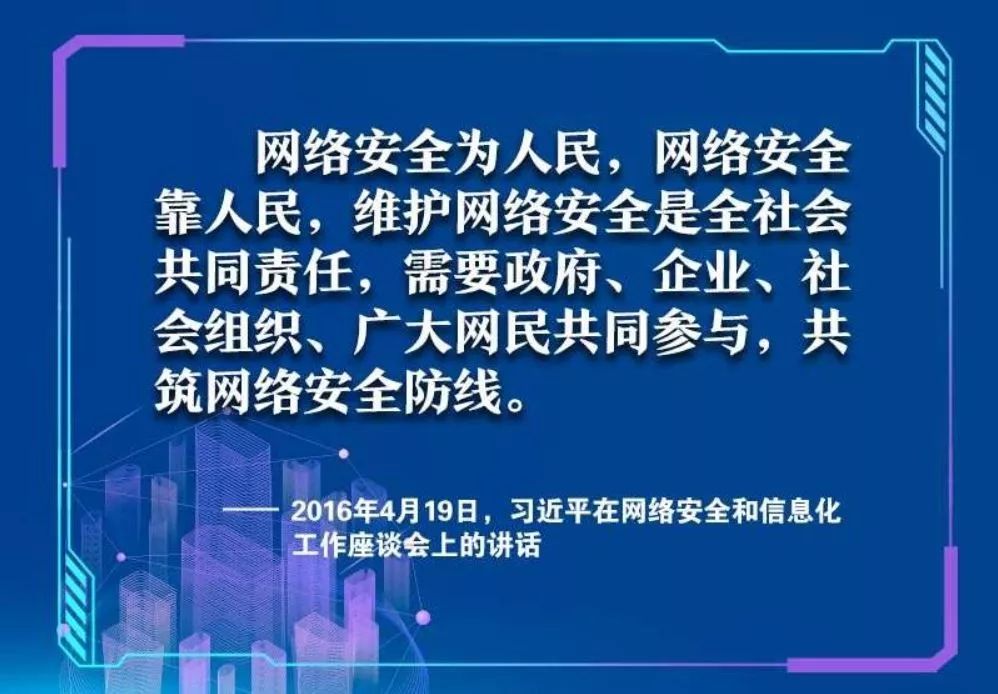 网络安全为人民，网络安全
靠人民，维护网络安全是全社会
共同责任，需要政府、企业、社
会组织、广大网民共同参与，共
筑网络安全防线。
—— 2016年4月19日，习近平在网络安全和信息化
工作座谈会上的讲话